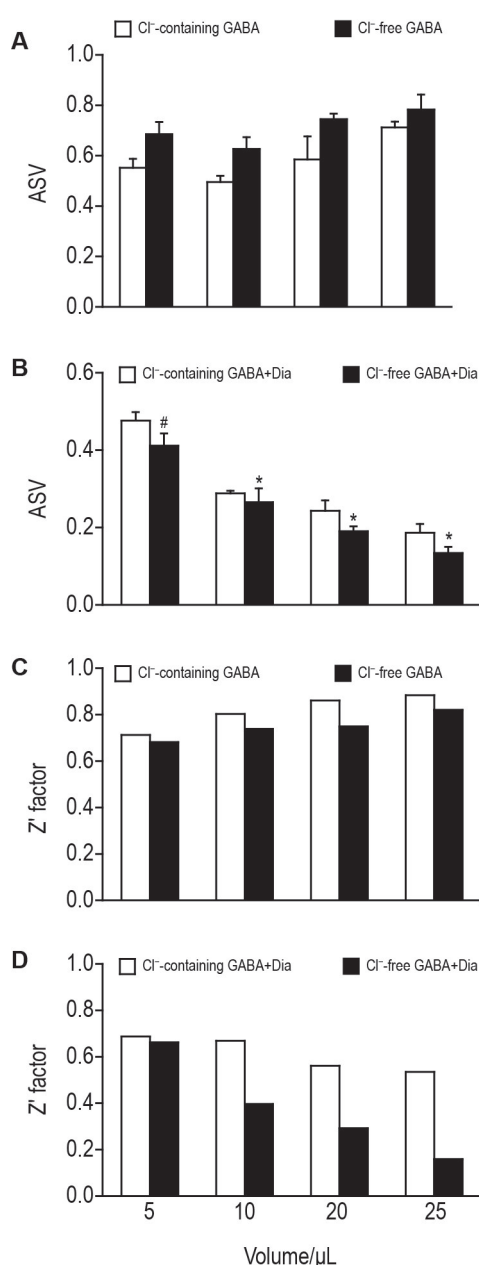 A
Cl⁻-containing GABA
Cl⁻-free GABA
1.0
0.8
0.6
0.4
0.2
0.0
ASV
B
Cl⁻-containing GABA+Dia
Cl⁻-free GABA+Dia
0.6
0.4
0.2
0.0
ASV
#
*
*
*
C
Cl⁻-containing GABA
Cl⁻-free GABA
1.0
0.8
0.6
0.4
0.2
0.0
Z' factor
D
Cl⁻-containing GABA+Dia
Cl⁻-free GABA+Dia
1.0
0.8
0.6
0.4
0.2
0.0
Z' factor
5 10 20 25
Volume/µL